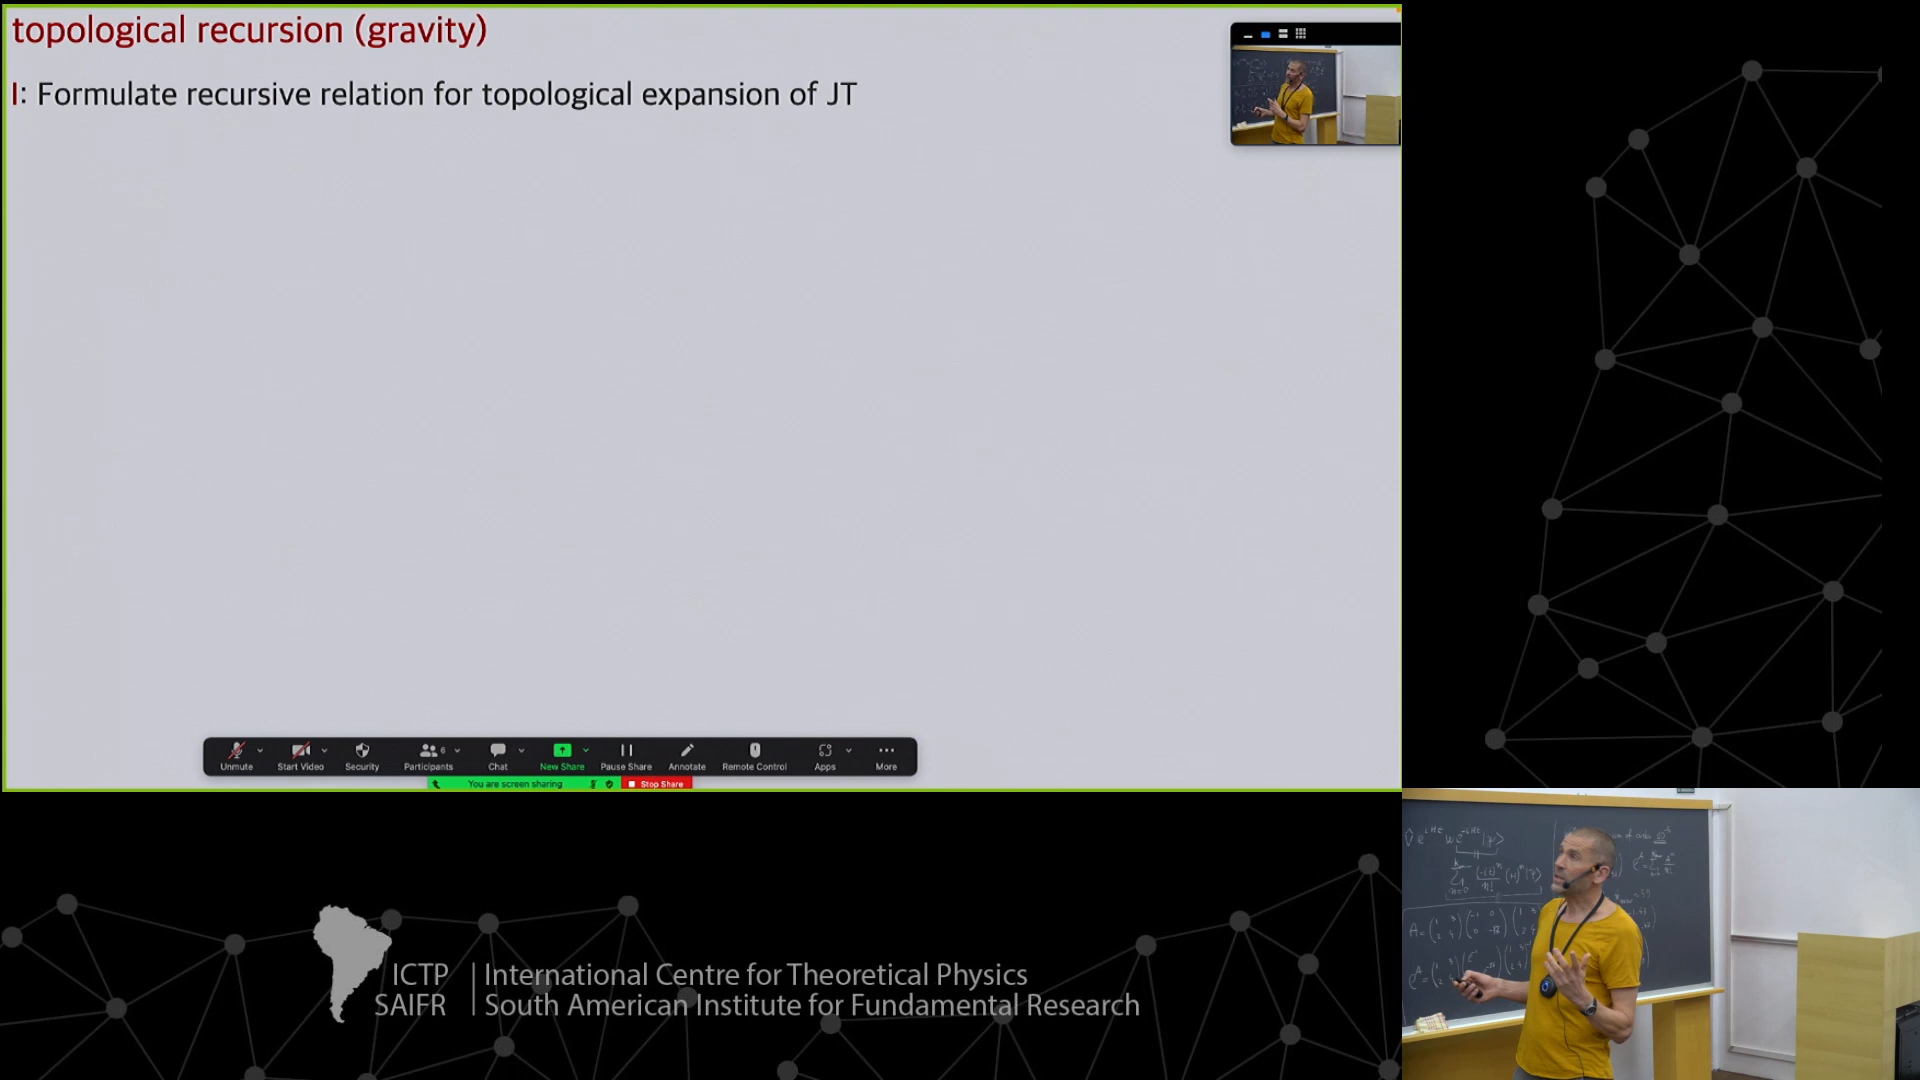 topological recursion (gravity)
I: Formulate recursive relation for topological expansion of JT
Unmute
Start Video
Security
6
Participants
Chat
New Share
Pause Share
Annotate
Remote Control
Apps
More
You are screen sharing
Stop Share
ICTP
SAIFR
International Centre for Theoretical Physics
South American Institute for Fundamental Research